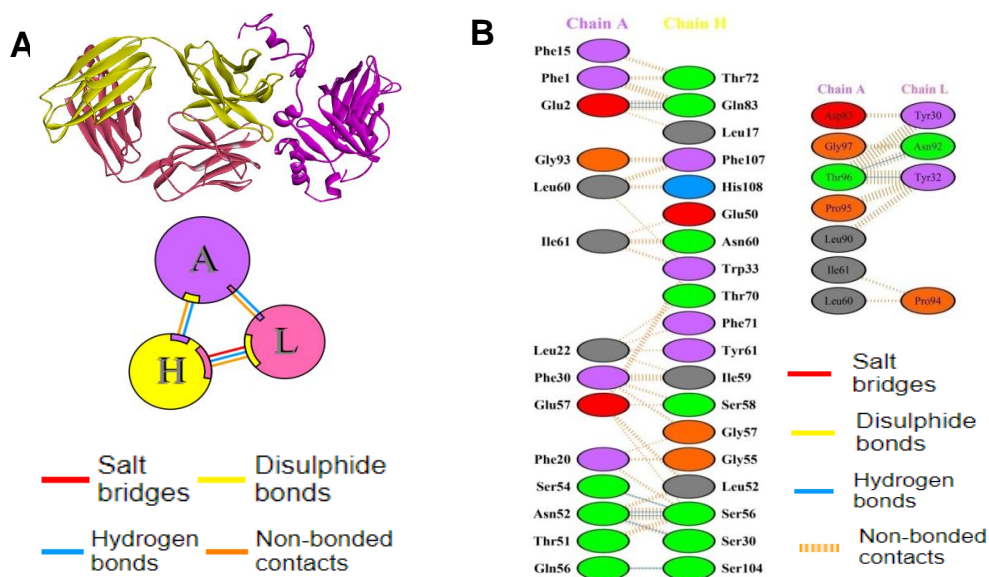 A
A
H
L
Salt bridges
Disulphide bonds
Hydrogen bonds
Non-bonded contacts
B
Chain A Chain H
Phe15
Phe1 Thr72
Glu2 Gln83
Leu17
Gly93 Phe107
Leu60 His108
Glu50
Ile61 Asn60
Trp33
Thr70
Phe71
Leu22 Tyr61
Phe30 Ile59
Glu57 Ser58
Gly57
Phe20 Gly55
Ser54 Leu52
Asn52 Ser56
Thr51 Ser30
Gln56 Ser104
Chain A Chain L
Asp83 Tyr30
Gly97 Asn92
Thr96 Tyr32
Pro95
Leu90
Ile61
Leu60 Pro94
Salt
bridges
Disulphide
bonds
Hydrogen
bonds
Non-bonded
contacts